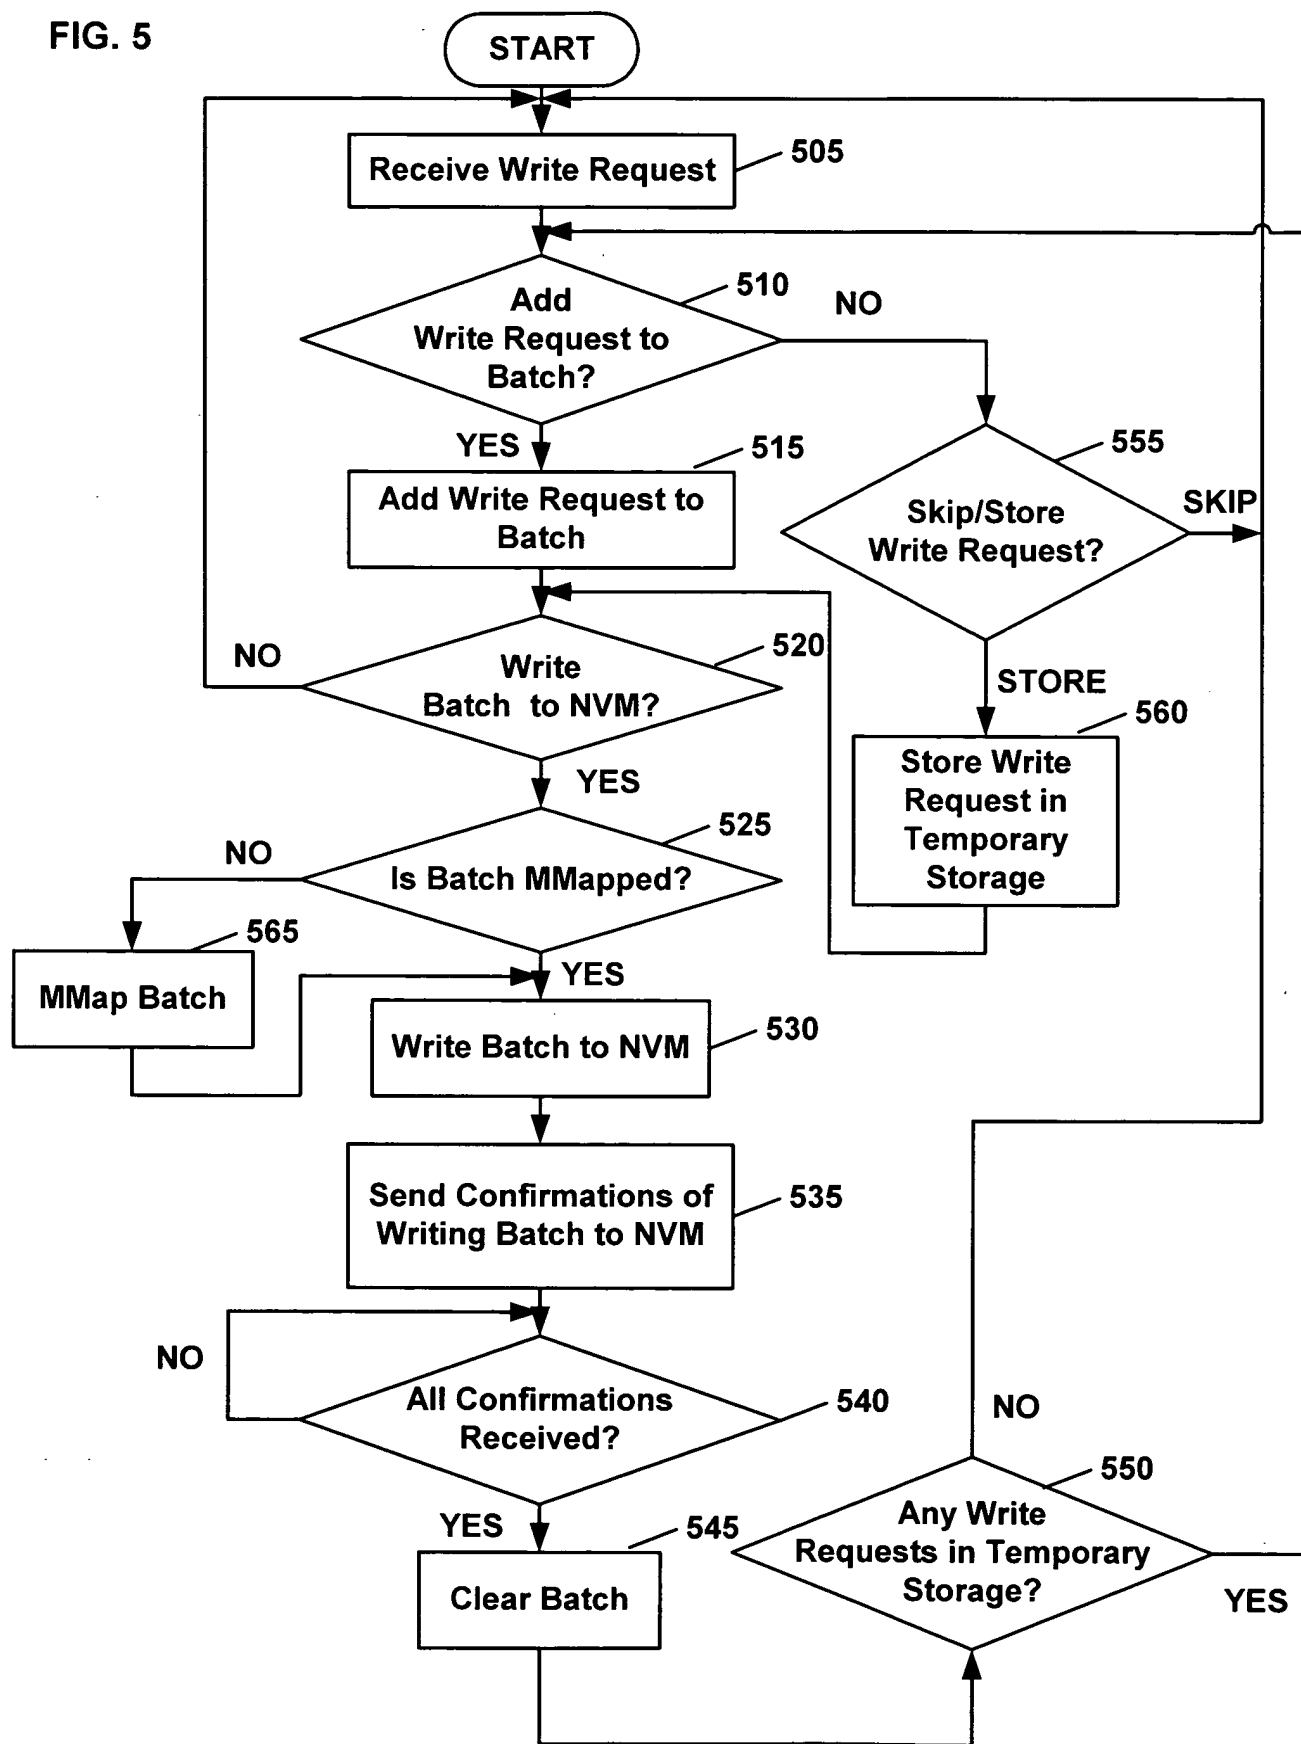 FIG. 5
START
Receive Write Request
505
Add
Write Request to
Batch?
510
NO
YES
515
Add Write Request to
Batch
555
Skip/Store
Write Request?
SKIP
STORE
NO
Write
Batch to NVM?
520
YES
560
Store Write
Request in
Temporary
Storage
NO
525
Is Batch MMapped?
565
MMap Batch
YES
Write Batch to NVM
530
Send Confirmations of
Writing Batch to NVM
535
NO
All Confirmations
Received?
540
YES
545
Clear Batch
NO
550
Any Write
Requests in Temporary
Storage?
YES